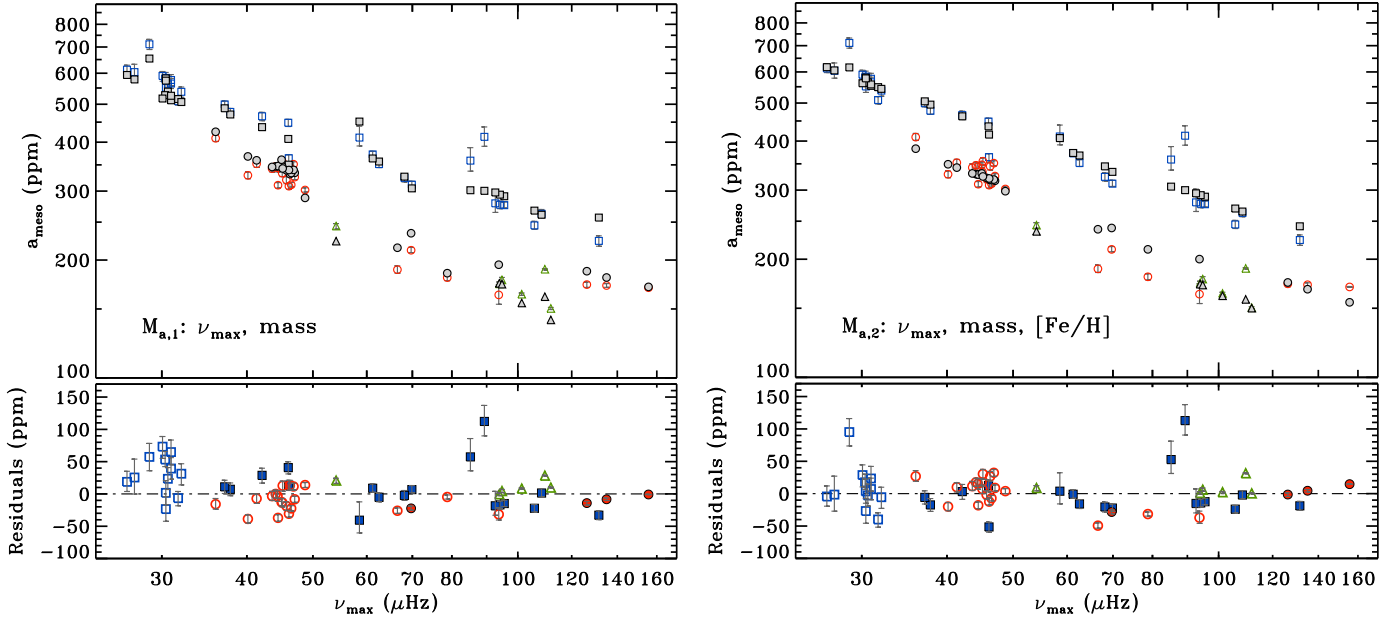 800
700
600
500
400
300
200
100
a_meso (ppm)
M_a,1: ν_max, mass
150
100
50
0
−50
−100
Residuals (ppm)
30 40 50 60 70 80 100 120 140 160
ν_max (μHz)
800
700
600
500
400
300
200
100
a_meso (ppm)
M_a,2: ν_max, mass, [Fe/H]
150
100
50
0
−50
−100
Residuals (ppm)
30 40 50 60 70 80 100 120 140 160
ν_max (μHz)